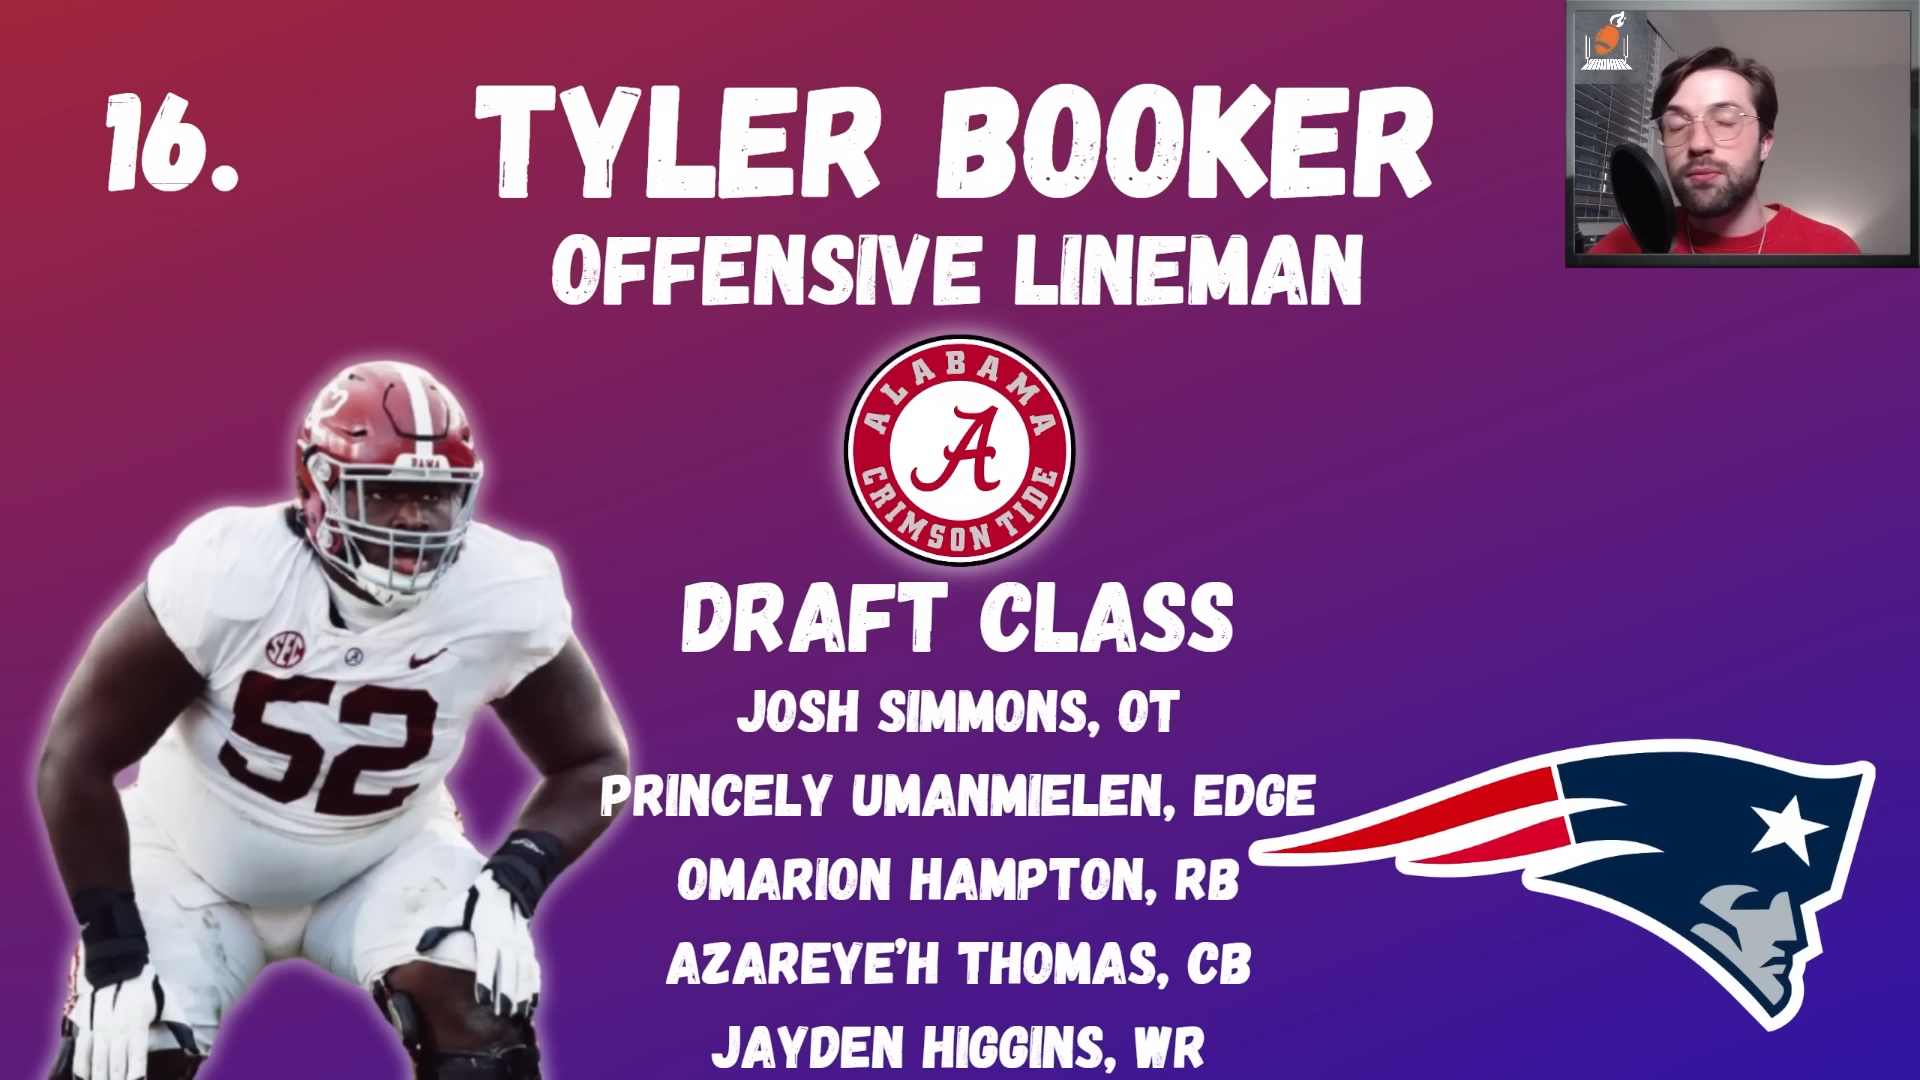 16.
TYLER BOOKER
OFFENSIVE LINEMAN
ALABAMA
CRIMSON TIDE
A
DRAFT CLASS
JOSH SIMMONS, OT
PRINCELY UMANMIELEN, EDGE
OMARION HAMPTON, RB
AZAREYE'H THOMAS, CB
JAYDEN HIGGINS, WR
BAMA
SEC
A
52